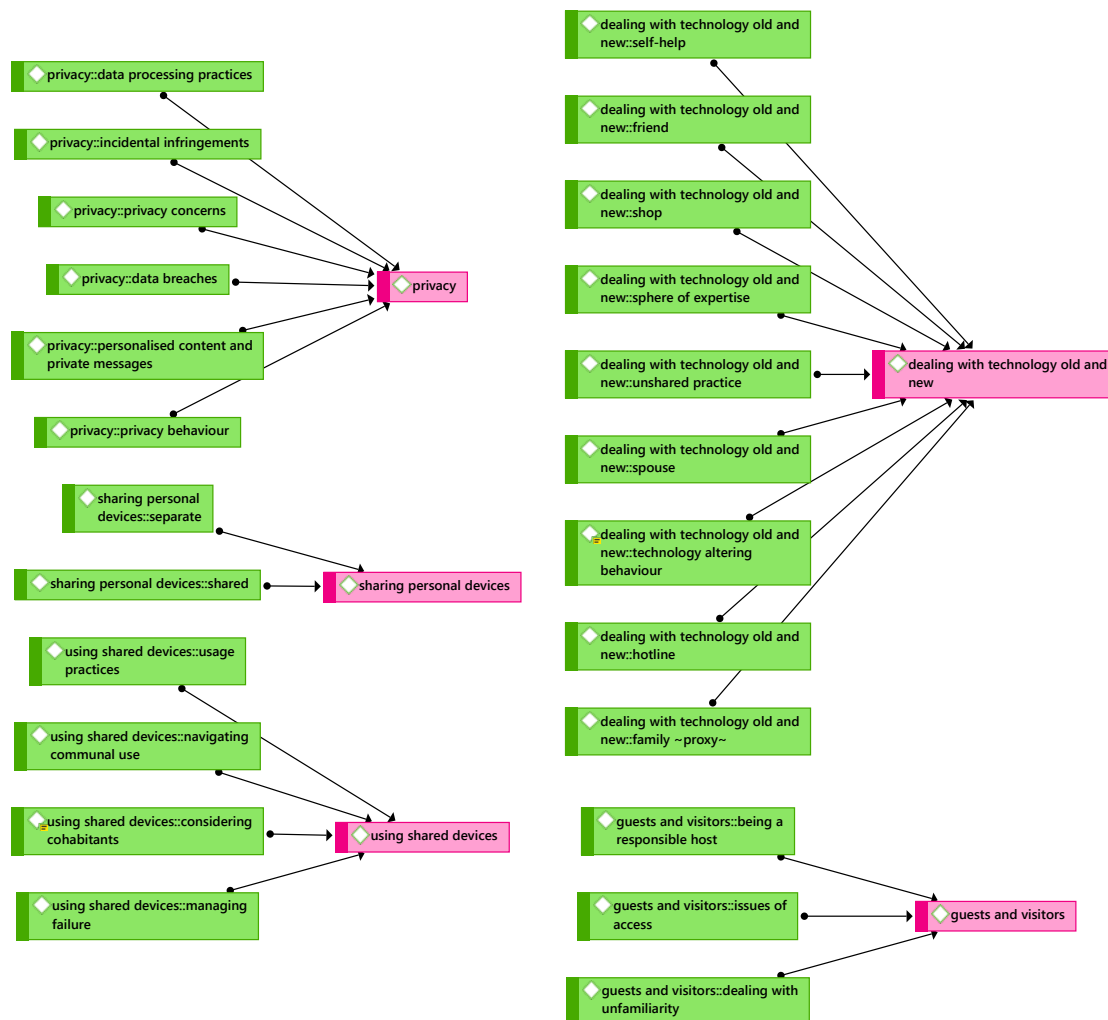 privacy::data processing practices
privacy::incidental infringements
privacy::privacy concerns
privacy::data breaches
privacy::personalised content and
private messages
privacy::privacy behaviour
privacy
sharing personal
devices::separate
sharing personal devices::shared
sharing personal devices
using shared devices::usage
practices
using shared devices::navigating
communal use
using shared devices::considering
cohabitants
using shared devices::managing
failure
using shared devices
dealing with technology old and
new::self-help
dealing with technology old and
new::friend
dealing with technology old and
new::shop
dealing with technology old and
new::sphere of expertise
dealing with technology old and
new::unshared practice
dealing with technology old and
new::spouse
dealing with technology old and
new::technology altering
behaviour
dealing with technology old and
new::hotline
dealing with technology old and
new::family ~proxy~
dealing with technology old and
new
guests and visitors::being a
responsible host
guests and visitors::issues of
access
guests and visitors::dealing with
unfamiliarity
guests and visitors